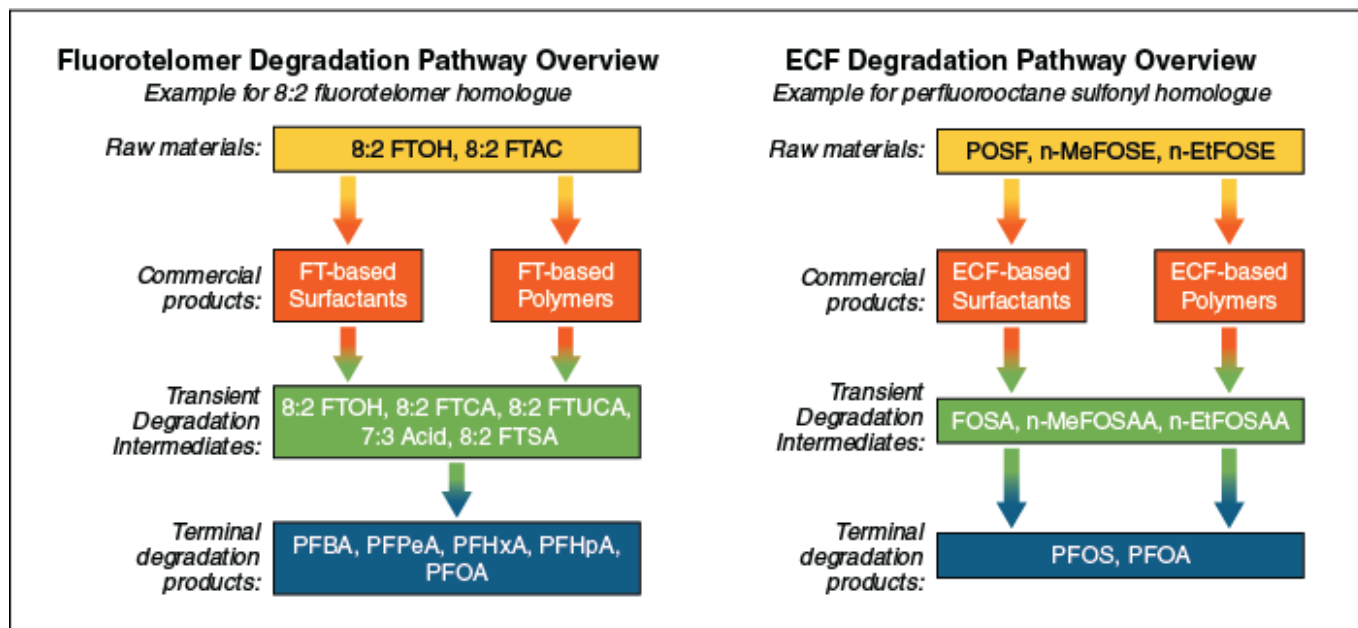 Fluorotelomer Degradation Pathway Overview
Example for 8:2 fluorotelomer homologue
Raw materials:
8:2 FTOH, 8:2 FTAC
Commercial
products:
FT-based
Surfactants
FT-based
Polymers
Transient
Degradation
Intermediates:
8:2 FTOH, 8:2 FTCA, 8:2 FTUCA,
7:3 Acid, 8:2 FTSA
Terminal
degradation
products:
PFBA, PFPeA, PFHxA, PFHpA,
PFOA
ECF Degradation Pathway Overview
Example for perfluorooctane sulfonyl homologue
Raw materials:
POSF, n-MeFOSE, n-EtFOSE
Commercial
products:
ECF-based
Surfactants
ECF-based
Polymers
Transient
Degradation
Intermediates:
FOSA, n-MeFOSAA, n-EtFOSAA
Terminal
degradation
products:
PFOS, PFOA